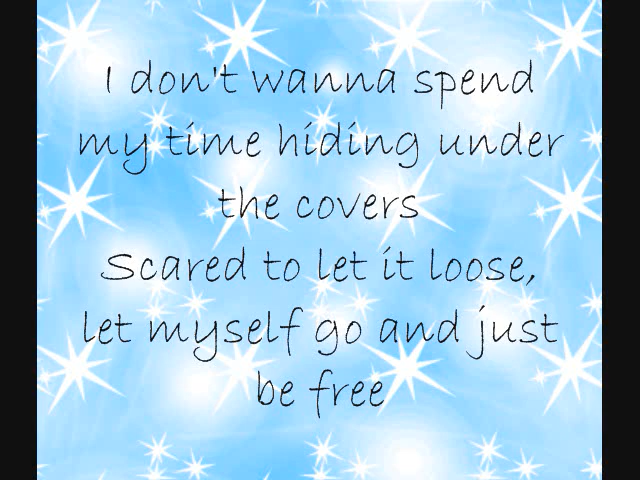 I don't wanna spend
my time hiding under
the covers
Scared to let it loose,
let myself go and just
be free